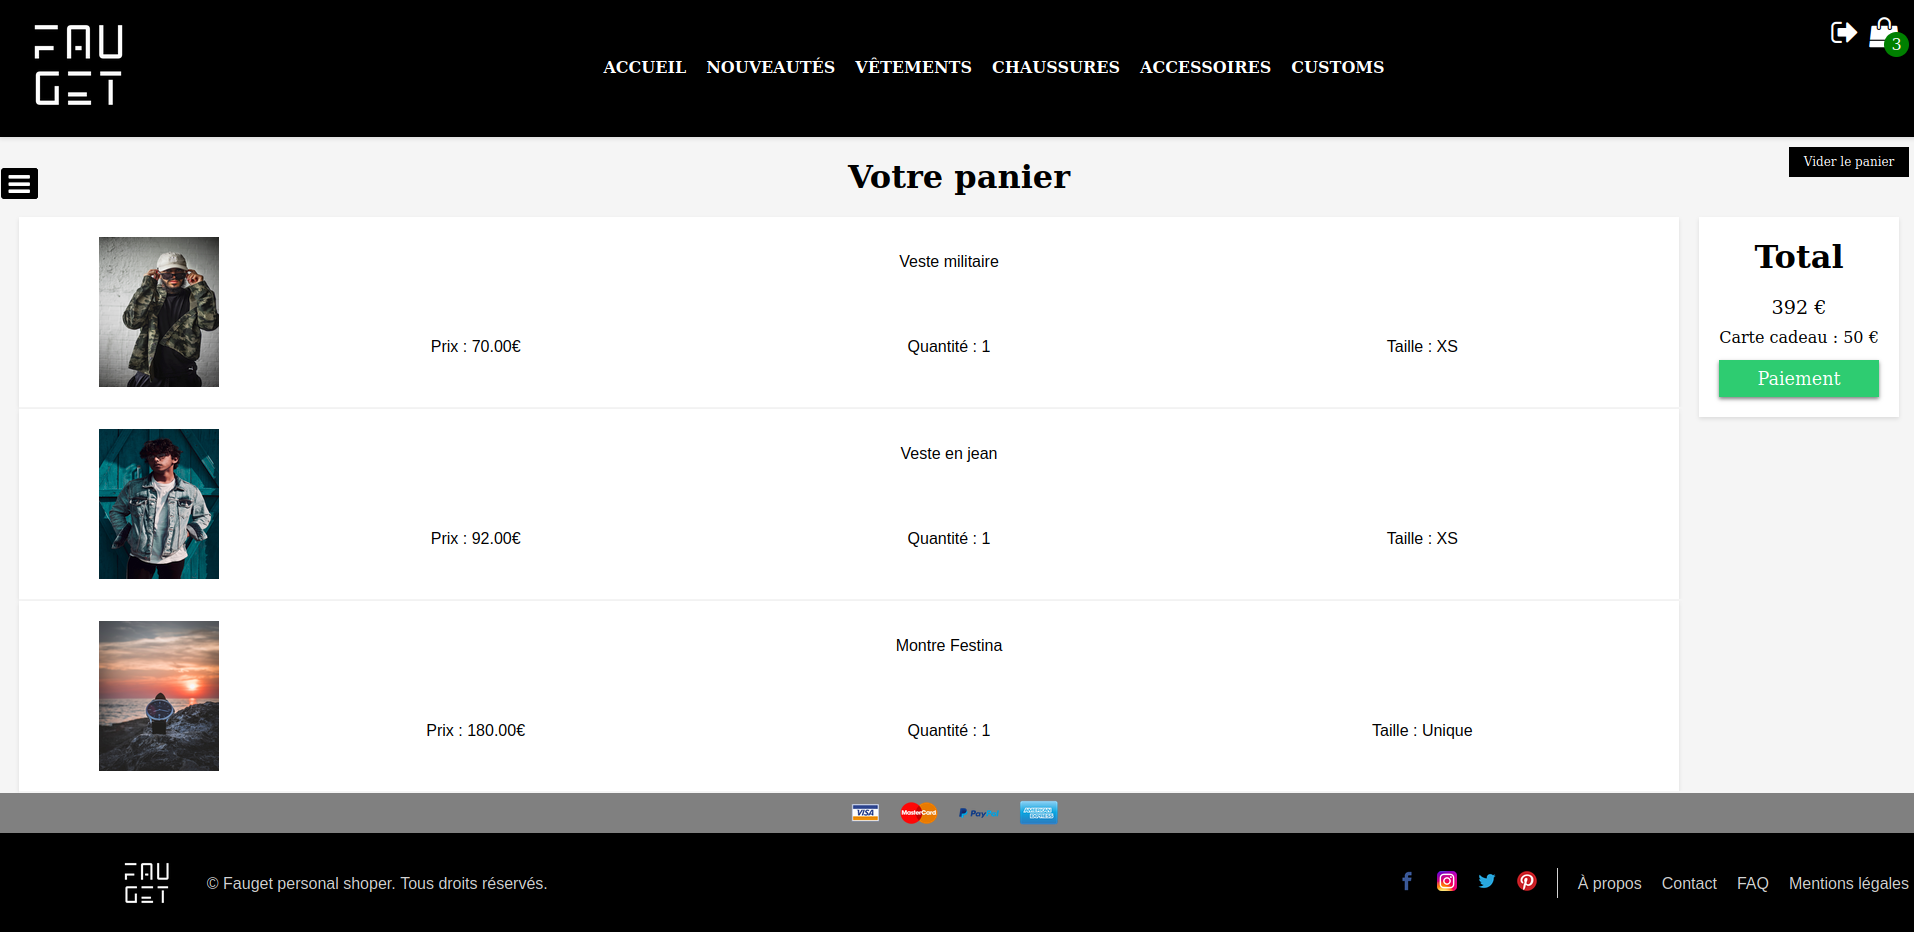 FAU
GET
ACCUEIL NOUVEAUTÉS VÊTEMENTS CHAUSSURES ACCESSOIRES CUSTOMS
3
Votre panier
Vider le panier
Veste militaire
Prix : 70.00€ Quantité : 1 Taille : XS
Veste en jean
Prix : 92.00€ Quantité : 1 Taille : XS
Montre Festina
Prix : 180.00€ Quantité : 1 Taille : Unique
Total
392 €
Carte cadeau : 50 €
Paiement
VISA MasterCard PayPal AMERICAN EXPRESS
FAU
GET
© Fauget personal shoper. Tous droits réservés.
À propos Contact FAQ Mentions légales